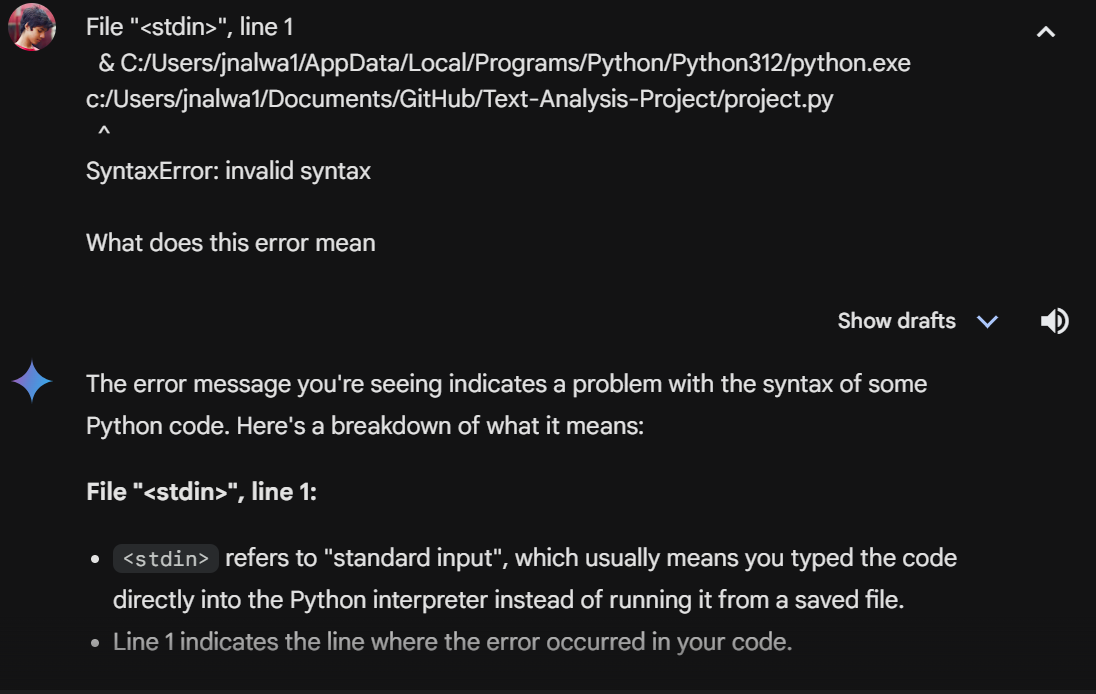 File "<stdin>", line 1
& C:/Users/jnalwa1/AppData/Local/Programs/Python/Python312/python.exe
c:/Users/jnalwa1/Documents/GitHub/Text-Analysis-Project/project.py
^
SyntaxError: invalid syntax
What does this error mean
Show drafts
The error message you're seeing indicates a problem with the syntax of some
Python code. Here's a breakdown of what it means:
File "<stdin>", line 1:
• <stdin> refers to "standard input", which usually means you typed the code
directly into the Python interpreter instead of running it from a saved file.
• Line 1 indicates the line where the error occurred in your code.